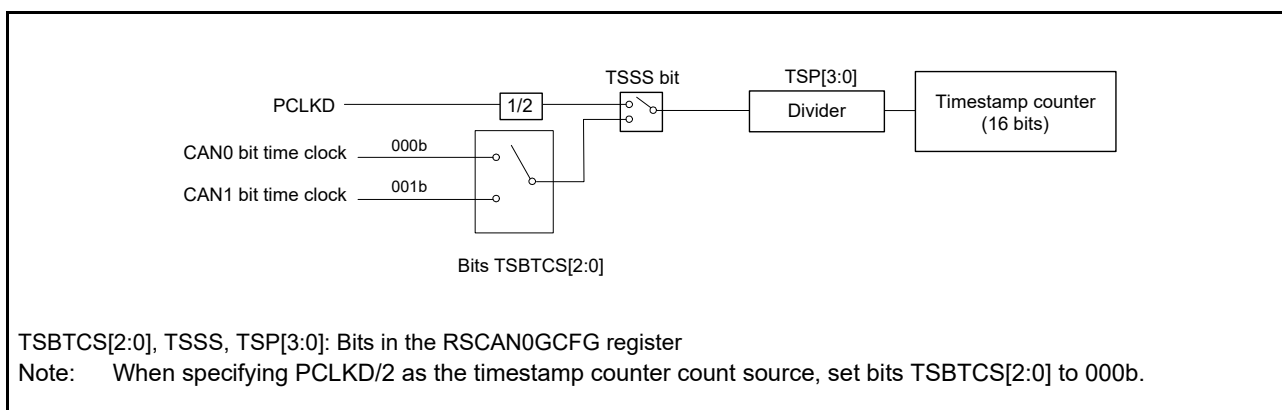 TSSS bit
TSP[3:0]
PCLKD
1/2
Divider
Timestamp counter
(16 bits)
CAN0 bit time clock
000b
CAN1 bit time clock
001b
Bits TSBTCS[2:0]
TSBTCS[2:0], TSSS, TSP[3:0]: Bits in the RSCAN0GCFG register
Note: When specifying PCLKD/2 as the timestamp counter count source, set bits TSBTCS[2:0] to 000b.